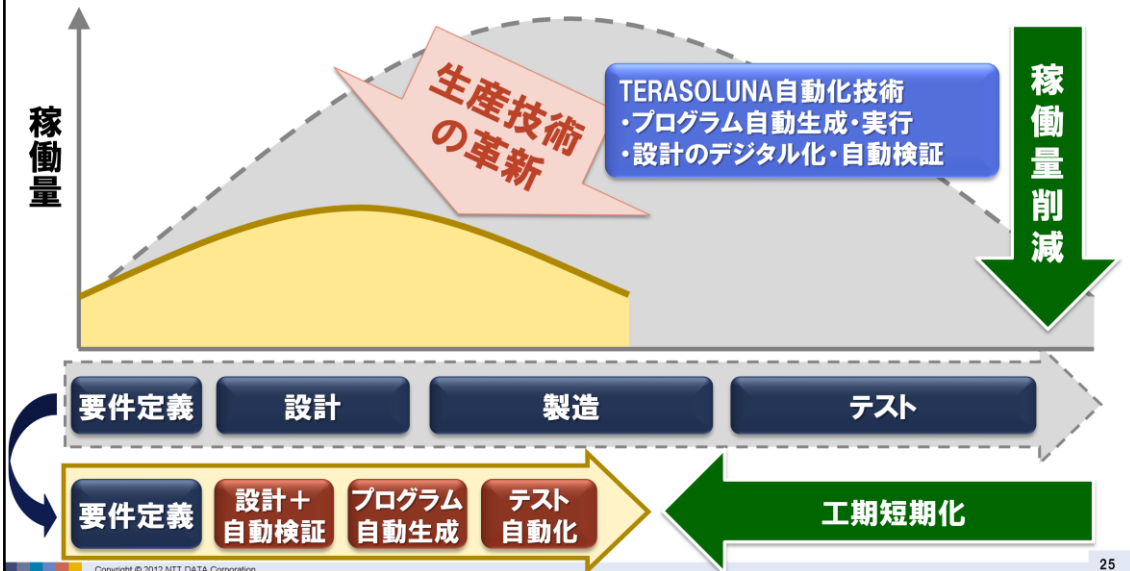 稼働量
生産技術
の革新
TERASOLUNA自動化技術
・プログラム自動生成・実行
・設計のデジタル化・自動検証
稼働量削減
要件定義
設計
製造
テスト
要件定義
設計＋
自動検証
プログラム
自動生成
テスト
自動化
工期短期化
Copyright © 2012 NTT DATA Corporation
25